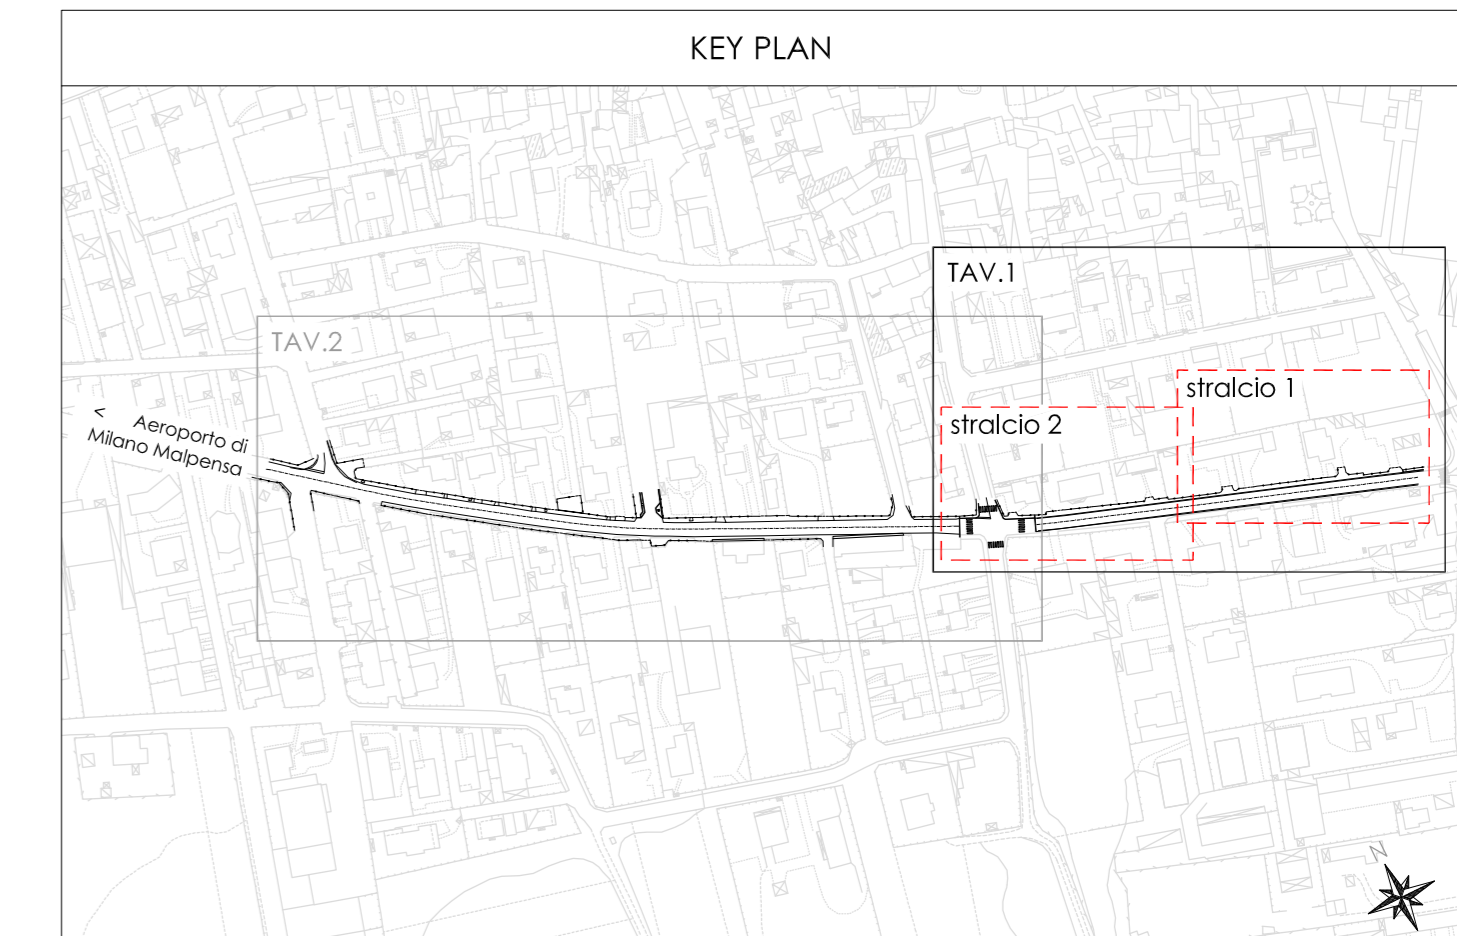 KEY PLAN
TAV.1
TAV.2
stralcio 1
stralcio 2
< Aeroporto di
Milano Malpensa
N